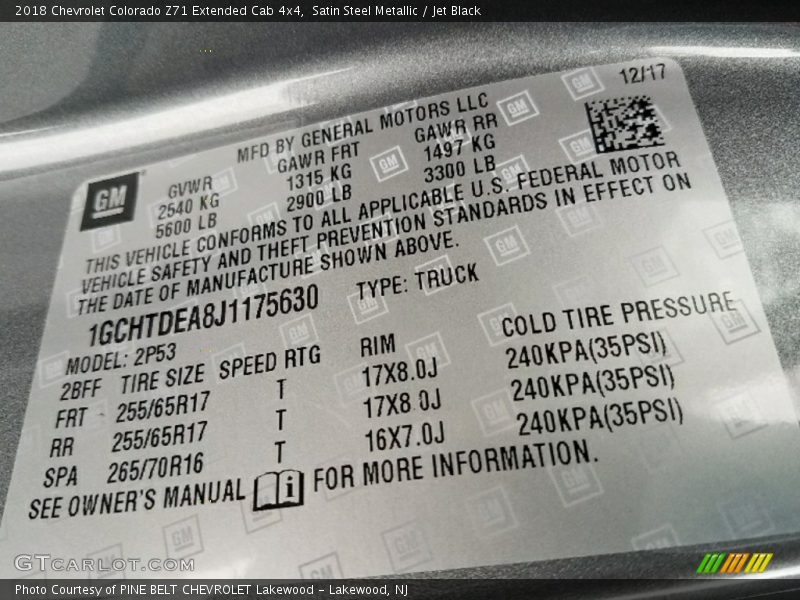 2018 Chevrolet Colorado Z71 Extended Cab 4x4, Satin Steel Metallic / Jet Black
12/17
MFD BY GENERAL MOTORS LLC
GM
GVWR GAWR FRT GAWR RR
2540 KG 1315 KG 1497 KG
5600 LB 2900 LB 3300 LB
THIS VEHICLE CONFORMS TO ALL APPLICABLE U.S. FEDERAL MOTOR
VEHICLE SAFETY AND THEFT PREVENTION STANDARDS IN EFFECT ON
THE DATE OF MANUFACTURE SHOWN ABOVE.
1GCHTDEA8J1175630 TYPE: TRUCK
MODEL: 2P53
2BFF TIRE SIZE SPEED RTG RIM COLD TIRE PRESSURE
FRT 255/65R17 T 17X8.0J 240KPA(35PSI)
RR 255/65R17 T 17X8.0J 240KPA(35PSI)
SPA 265/70R16 T 16X7.0J 240KPA(35PSI)
SEE OWNER'S MANUAL i FOR MORE INFORMATION.
GTcarlot.com
Photo Courtesy of PINE BELT CHEVROLET Lakewood - Lakewood, NJ